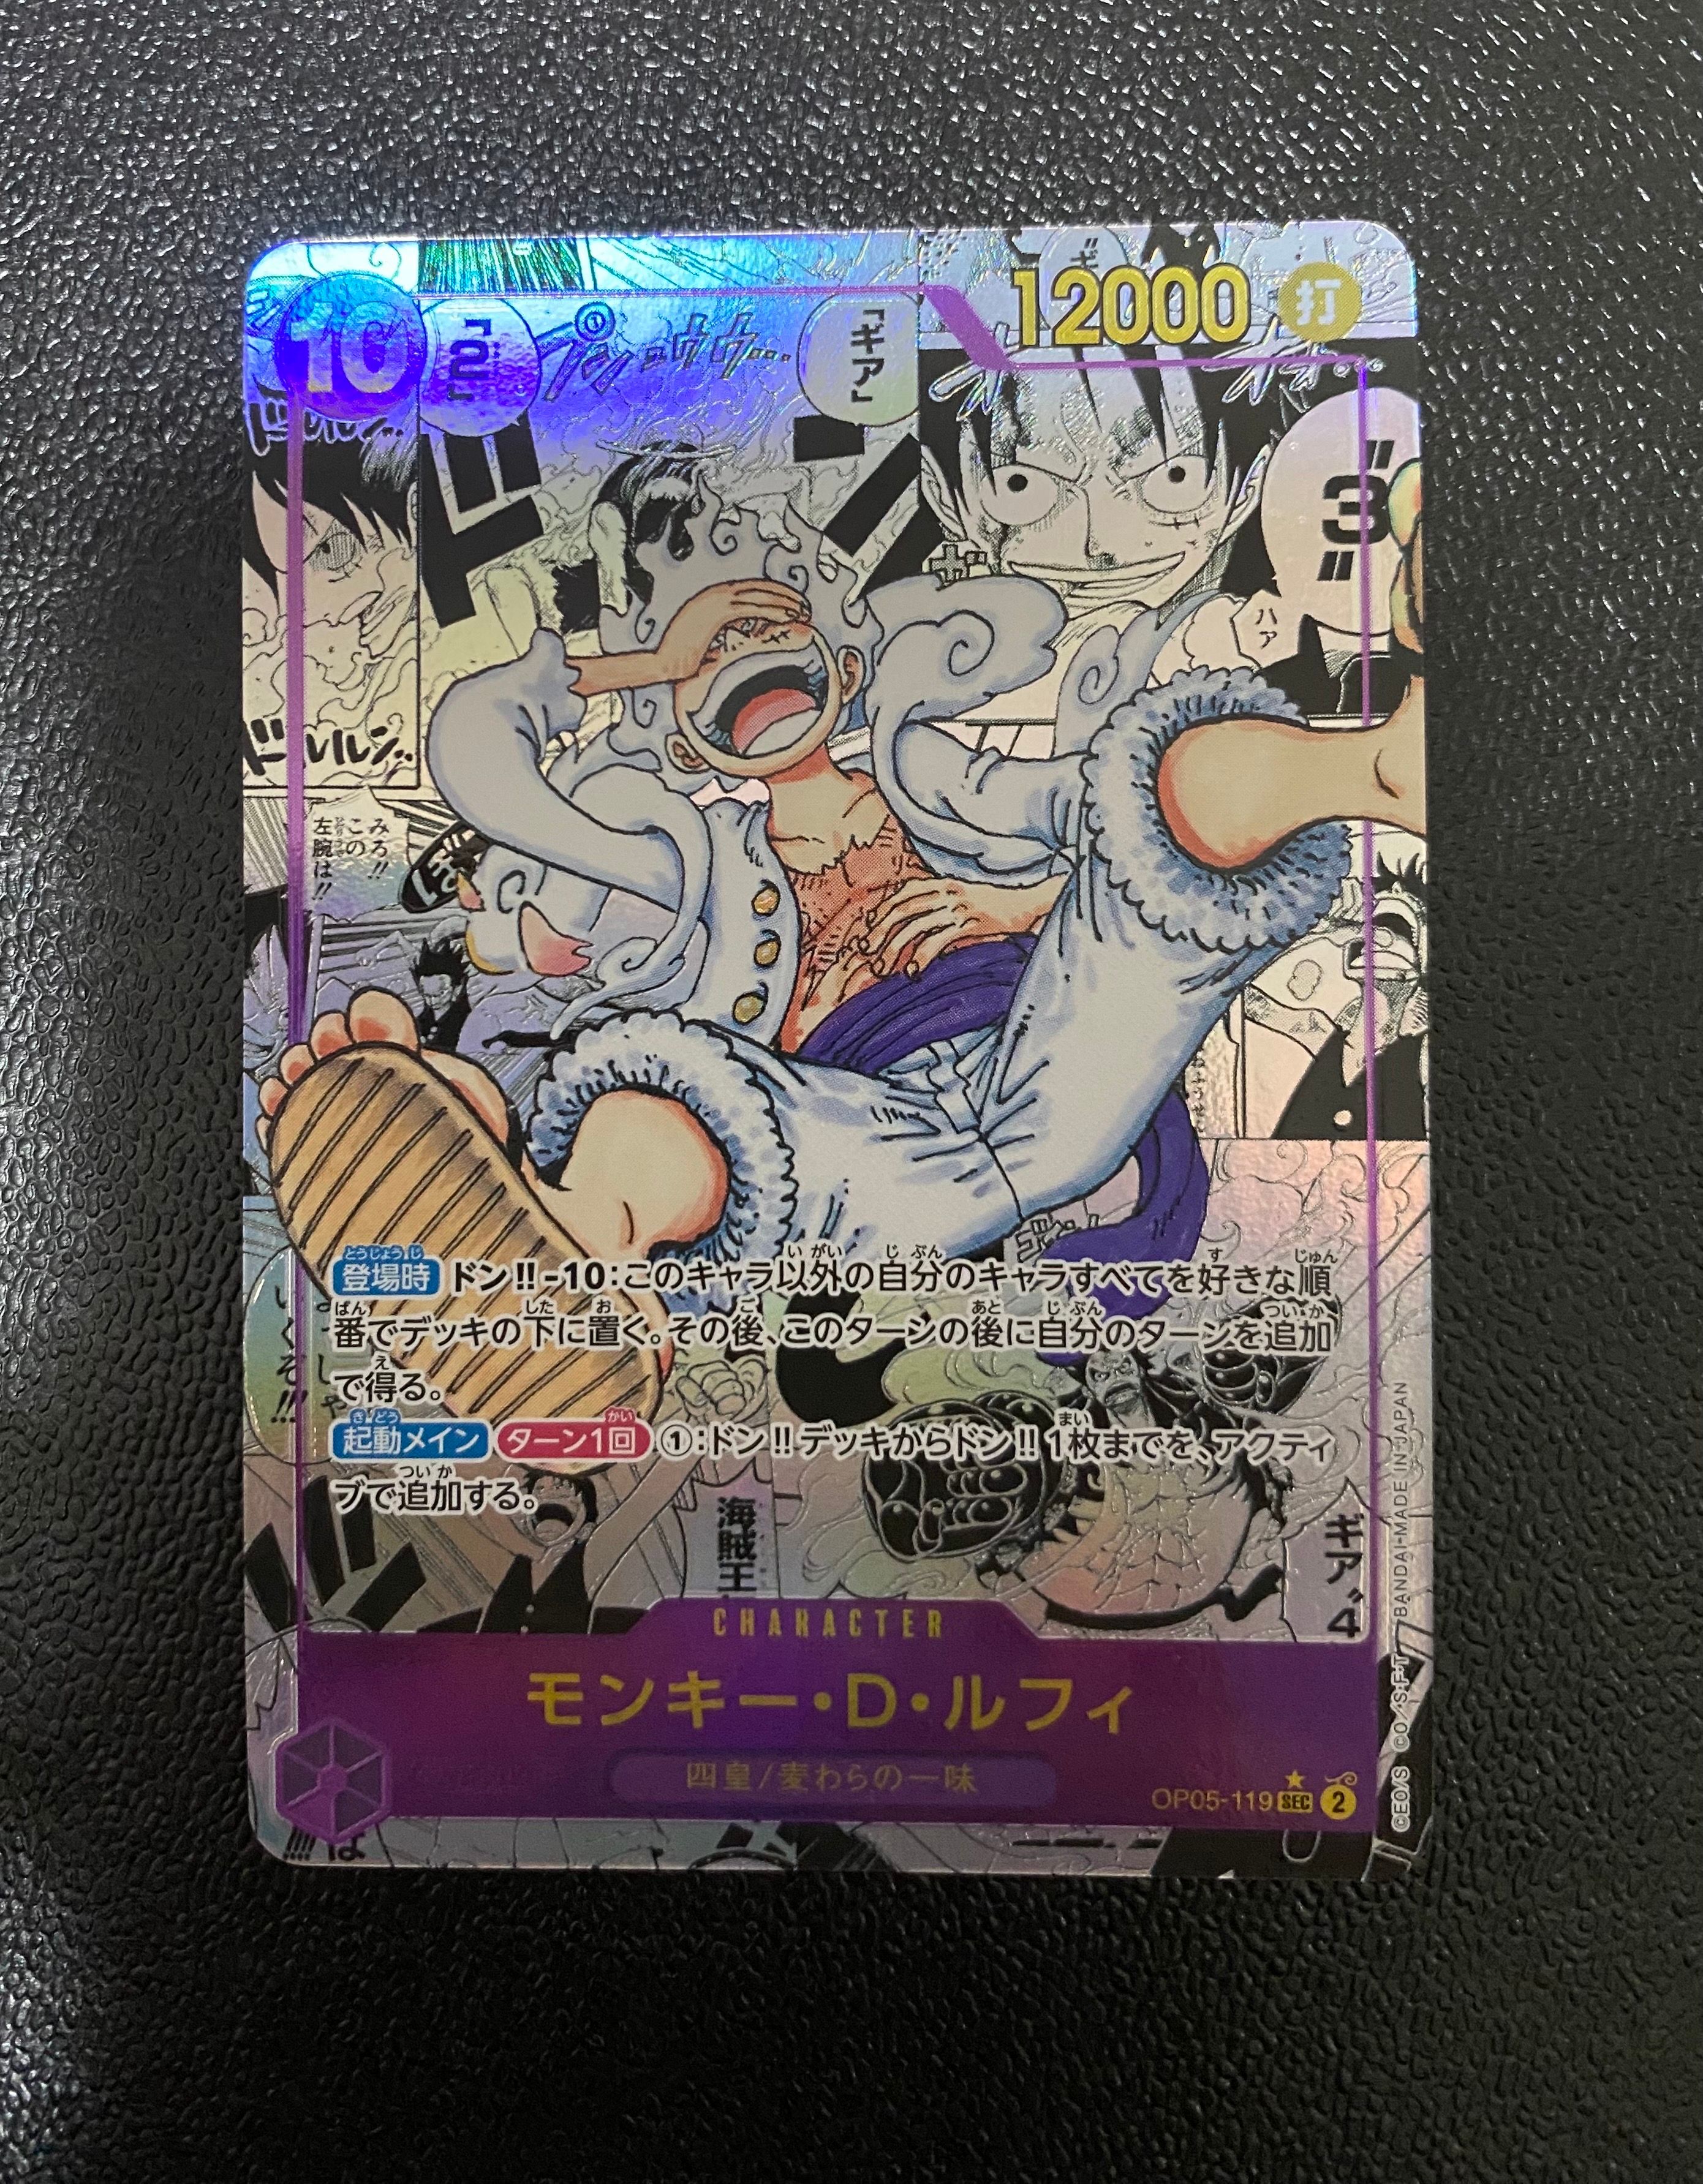 10
12000 打
「2」
プシュウウ…
「ギア」
ドン
"3"
ハァ
ドルルン…
みろ!!
この
左腕は!!
登場時 ドン!!-10:このキャラ以外の自分のキャラすべてを好きな順
番でデッキの下に置く。その後、このターンの後に自分のターンを追加
で得る。
起動メイン ターン1回 ①:ドン!!デッキからドン!!1枚までを、アクティ
ブで追加する。
海賊王
ギア"4
CHARACTER
モンキー・D・ルフィ
四皇/麦わらの一味
OP05-119 SEC 2
©EO/S ©O/S,F,T BANDAI・MADE IN JAPAN